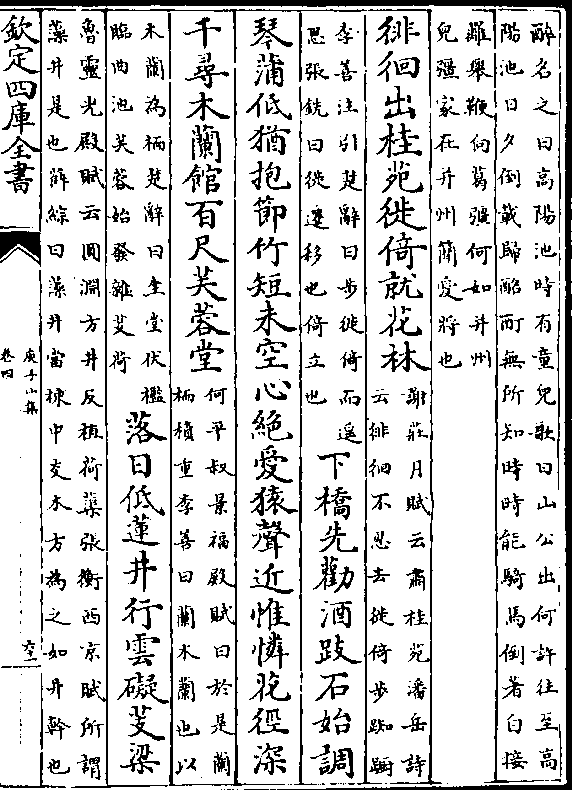 醉名之曰高陽池時有童兒歌曰山公出何許往至高
陽池日夕倒載歸酩酊無所知時時能騎馬倒著白接
䍦舉鞭向葛彊何如并州
兒彊家在并州簡愛將也
徘徊出桂苑徙倚就花林
謝莊月賦云肅桂苑潘岳詩
云徘徊不忍去徙倚步踟蹰
李善注引楚辭曰步徙倚而遥
思張銑曰徙遷移也倚立也
下橋先勸酒跂石始調
琴蒲低猶抱節竹短未空心絶愛猿聲近惟憐花徑深
千尋木蘭館百尺芙蓉堂
何平叔景福殿賦曰於是蘭
栭積重李善曰蘭木蘭也以
木蘭為栭楚辭曰坐堂伏檻
臨曲池芙蓉始發雜芰荷
落日低蓮井行雲礙芰梁
魯靈光殿賦云圓淵方井反植荷蕖張衡西京賦所謂
藻井是也薛綜曰藻井當棟中交木方為之如井幹也
欽定四庫全書
庾子山集
卷四